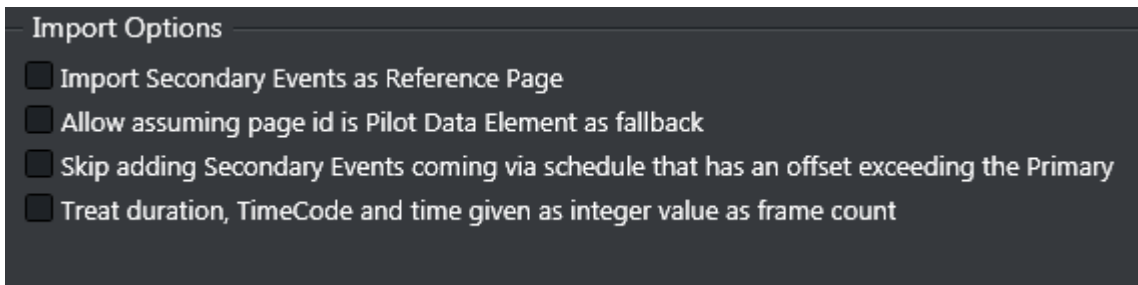 Import Options
Import Secondary Events as Reference Page
Allow assuming page id is Pilot Data Element as fallback
Skip adding Secondary Events coming via schedule that has an offset exceeding the Primary
Treat duration, TimeCode and time given as integer value as frame count